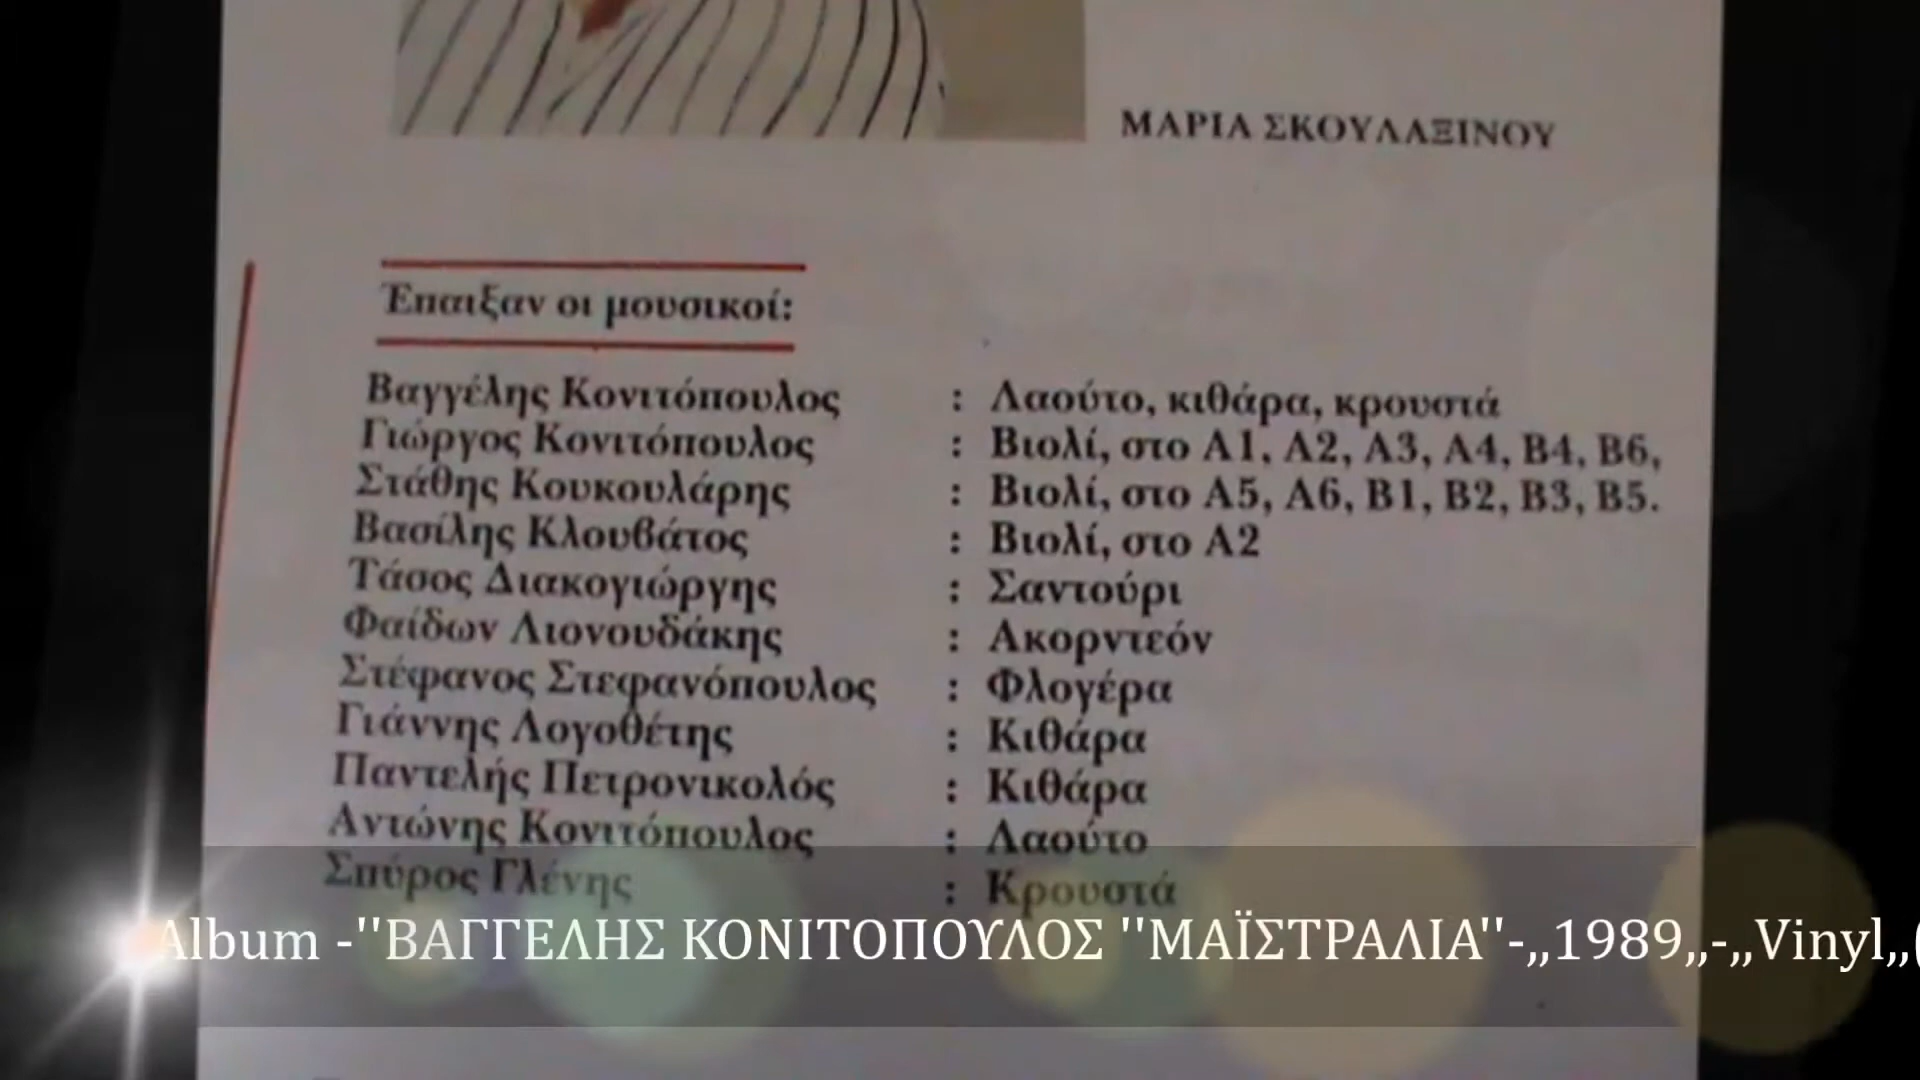 ΜΑΡΙΑ ΣΚΟΥΛΑΞΙΝΟΥ
Έπαιξαν οι μουσικοί:
Βαγγέλης Κονιτόπουλος : Λαούτο, κιθάρα, κρουστά
Γιώργος Κονιτόπουλος : Βιολί, στο Α1, Α2, Α3, Α4, Β4, Β6,
Στάθης Κουκουλάρης : Βιολί, στο Α5, Α6, Β1, Β2, Β3, Β5.
Βασίλης Κλουβάτος : Βιολί, στο Α2
Τάσος Διακογιώργης : Σαντούρι
Φαίδων Λιονουδάκης : Ακορντεόν
Στέφανος Στεφανόπουλος : Φλογέρα
Γιάννης Λογοθέτης : Κιθάρα
Παντελής Πετρονικολός : Κιθάρα
Αντώνης Κονιτόπουλος : Λαούτο
Σπύρος Γλένης : Κρουστά
Album -''ΒΑΓΓΕΛΗΣ ΚΟΝΙΤΟΠΟΥΛΟΣ ''ΜΑΪΣΤΡΑΛΙΑ''-,,1989,,-,,Vinyl,,(